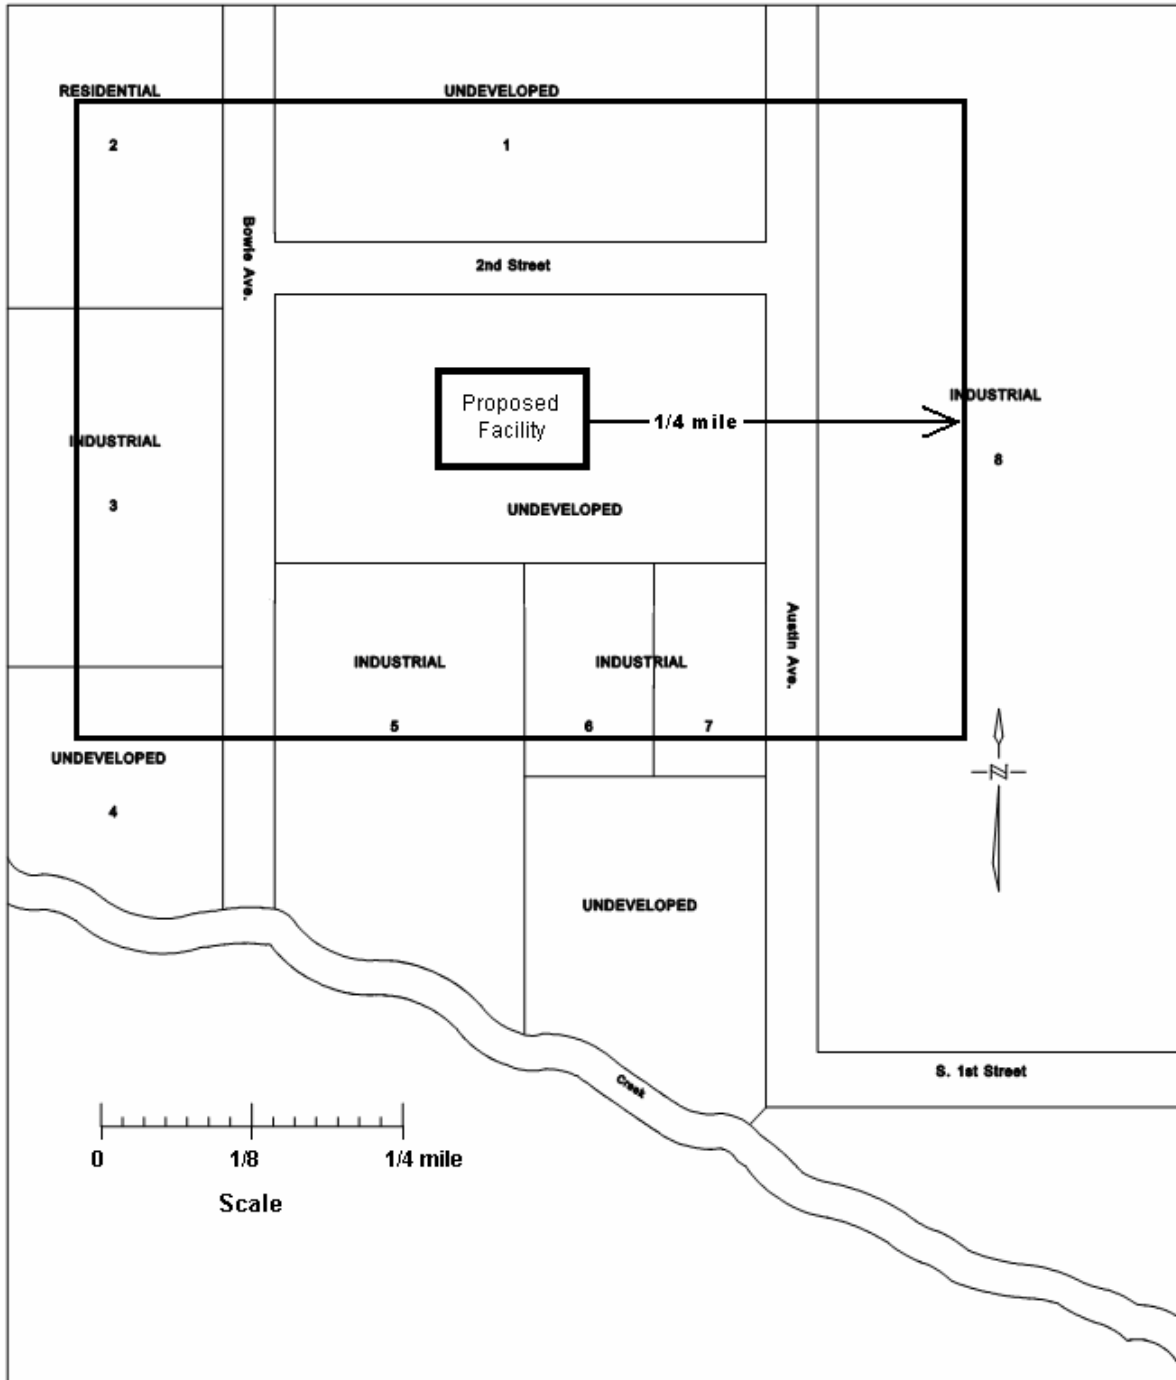 RESIDENTIAL
UNDEVELOPED
2
1
Bowie Ave.
2nd Street
Proposed
Facility
1/4 mile
INDUSTRIAL
8
INDUSTRIAL
3
UNDEVELOPED
Austin Ave.
INDUSTRIAL
INDUSTRIAL
5
6
7
UNDEVELOPED
4
N
UNDEVELOPED
S. 1st Street
Creek
0
1/8
1/4 mile
Scale